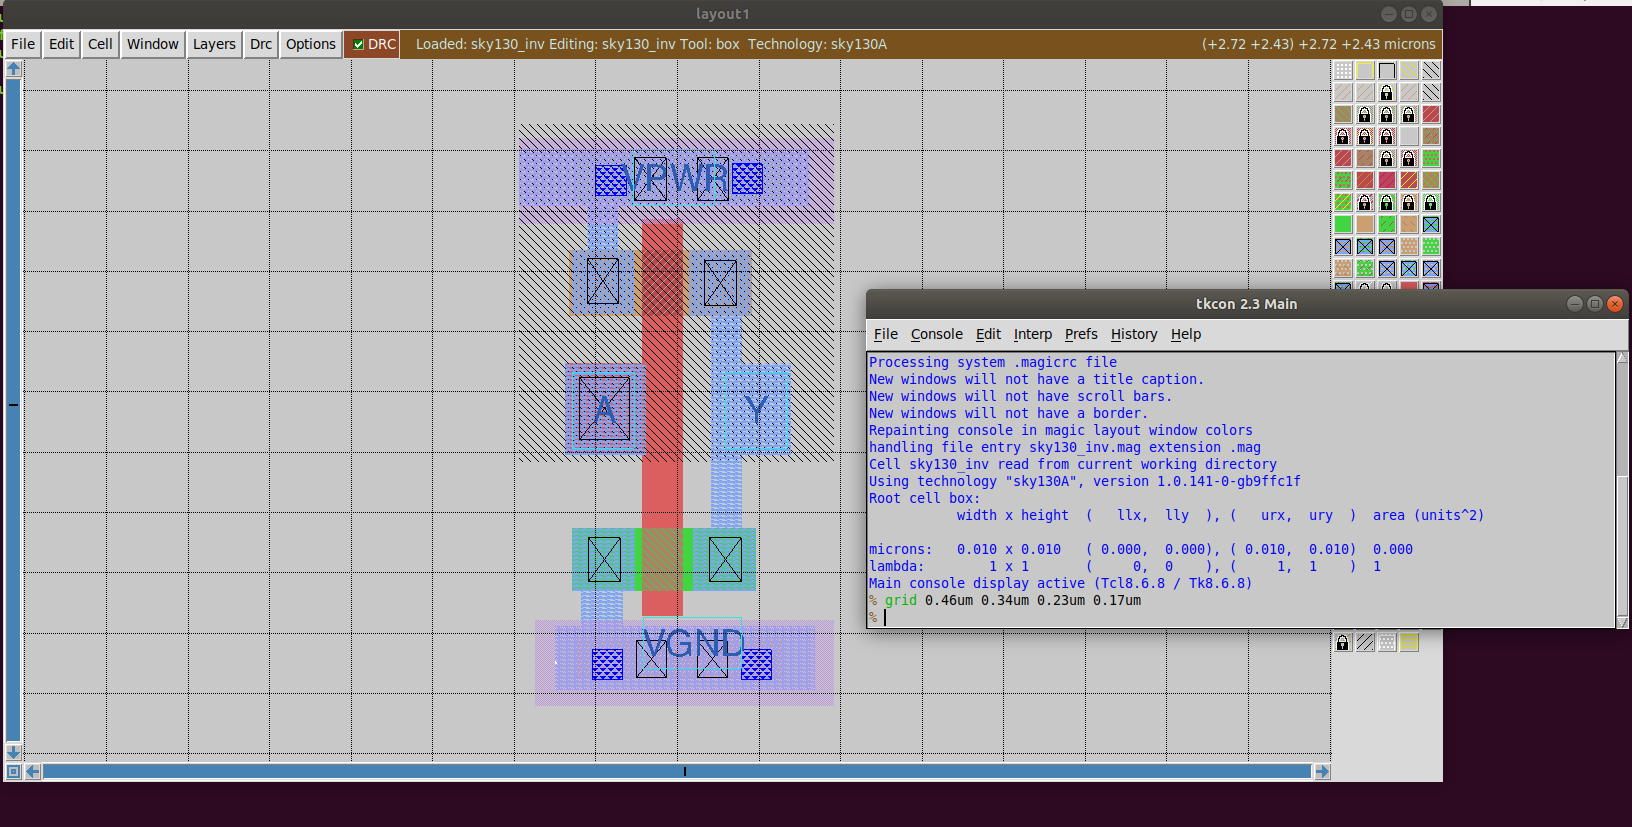 layout1
File Edit Cell Window Layers Drc Options DRC Loaded: sky130_inv Editing: sky130_inv Tool: box Technology: sky130A (+2.72 +2.43) +2.72 +2.43 microns
VPWR
A Y
VGND
tkcon 2.3 Main
File Console Edit Interp Prefs History Help
Processing system .magicrc file
New windows will not have a title caption.
New windows will not have scroll bars.
New windows will not have a border.
Repainting console in magic layout window colors
handling file entry sky130_inv.mag extension .mag
Cell sky130_inv read from current working directory
Using technology "sky130A", version 1.0.141-0-gb9ffc1f
Root cell box:
width x height ( llx, lly ), ( urx, ury ) area (units^2)
microns: 0.010 x 0.010 ( 0.000, 0.000), ( 0.010, 0.010) 0.000
lambda: 1 x 1 ( 0, 0 ), ( 1, 1 ) 1
Main console display active (Tcl8.6.8 / Tk8.6.8)
% grid 0.46um 0.34um 0.23um 0.17um
%